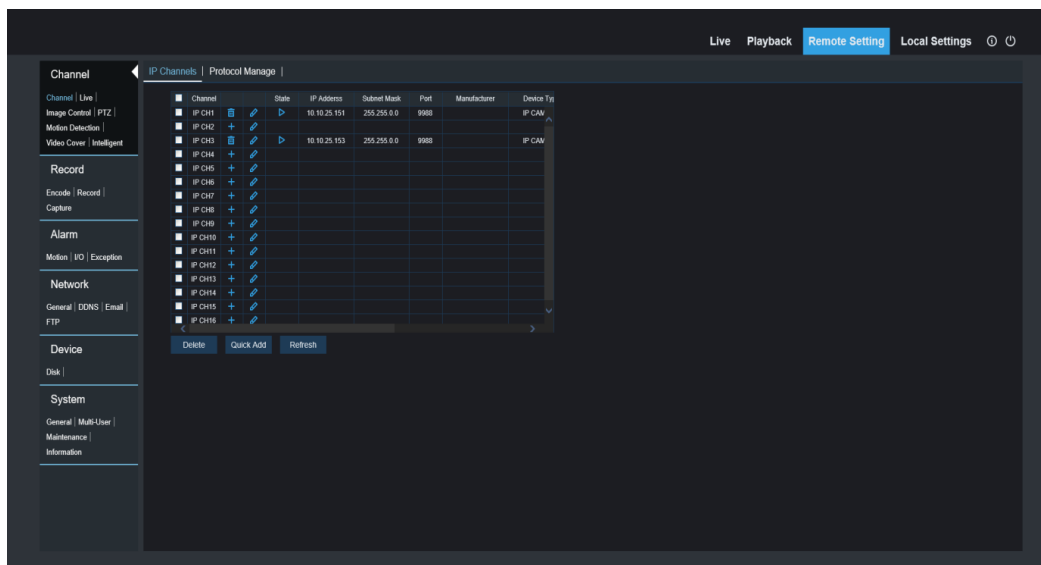 Live Playback Remote Setting Local Settings
Channel
Channel | Live |
Image Control | PTZ |
Motion Detection |
Video Cover | Intelligent
Record
Encode | Record |
Capture
Alarm
Motion | I/O | Exception
Network
General | DDNS | Email |
FTP
Device
Disk |
System
General | Multi-User |
Maintenance |
Information
IP Channels | Protocol Manage |
Channel State IP Adderss Subnet Mask Port Manufacturer Device Typ
IP CH1 10.10.25.151 255.255.0.0 9988 IP CAM
IP CH2 +
IP CH3 10.10.25.153 255.255.0.0 9988 IP CAM
IP CH4 +
IP CH5 +
IP CH6 +
IP CH7 +
IP CH8 +
IP CH9 +
IP CH10 +
IP CH11 +
IP CH12 +
IP CH13 +
IP CH14 +
IP CH15 +
IP CH16 +
Delete Quick Add Refresh